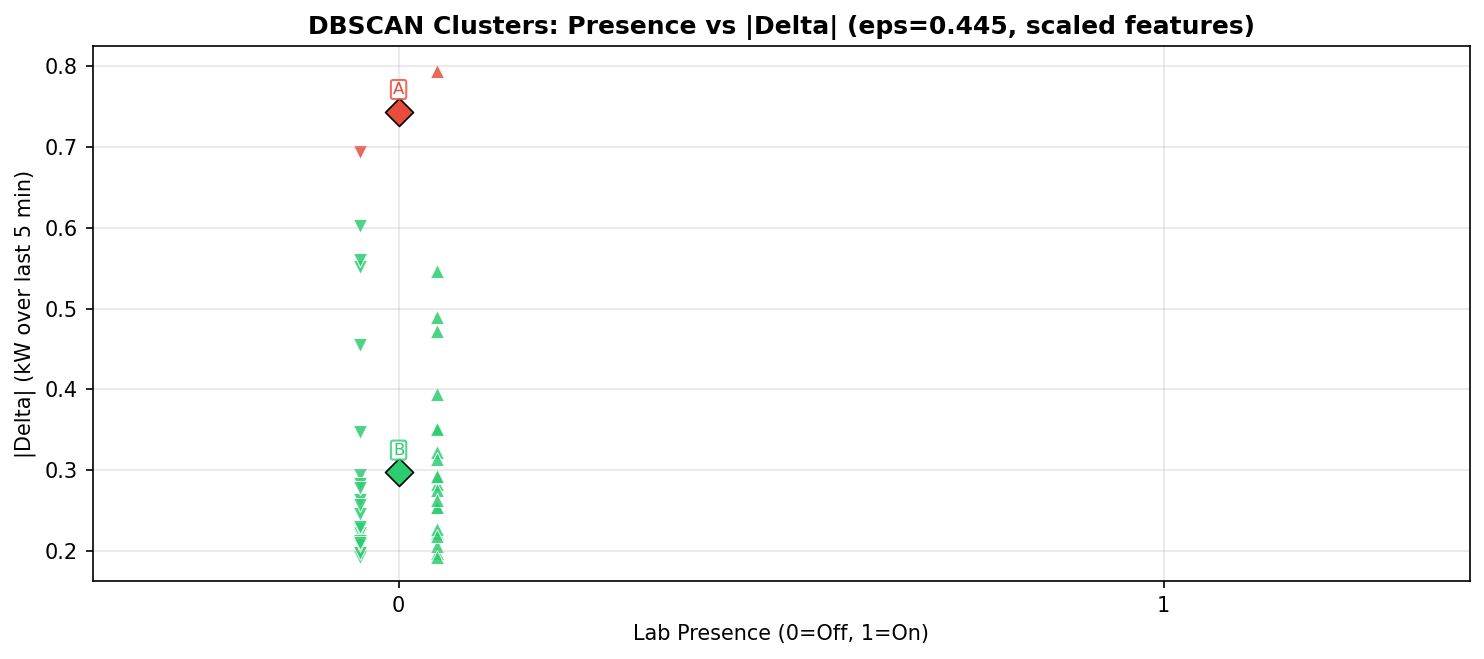 DBSCAN Clusters: Presence vs |Delta| (eps=0.445, scaled features)
|Delta| (kW over last 5 min)
0.8
0.7
0.6
0.5
0.4
0.3
0.2
A
B
0
1
Lab Presence (0=Off, 1=On)